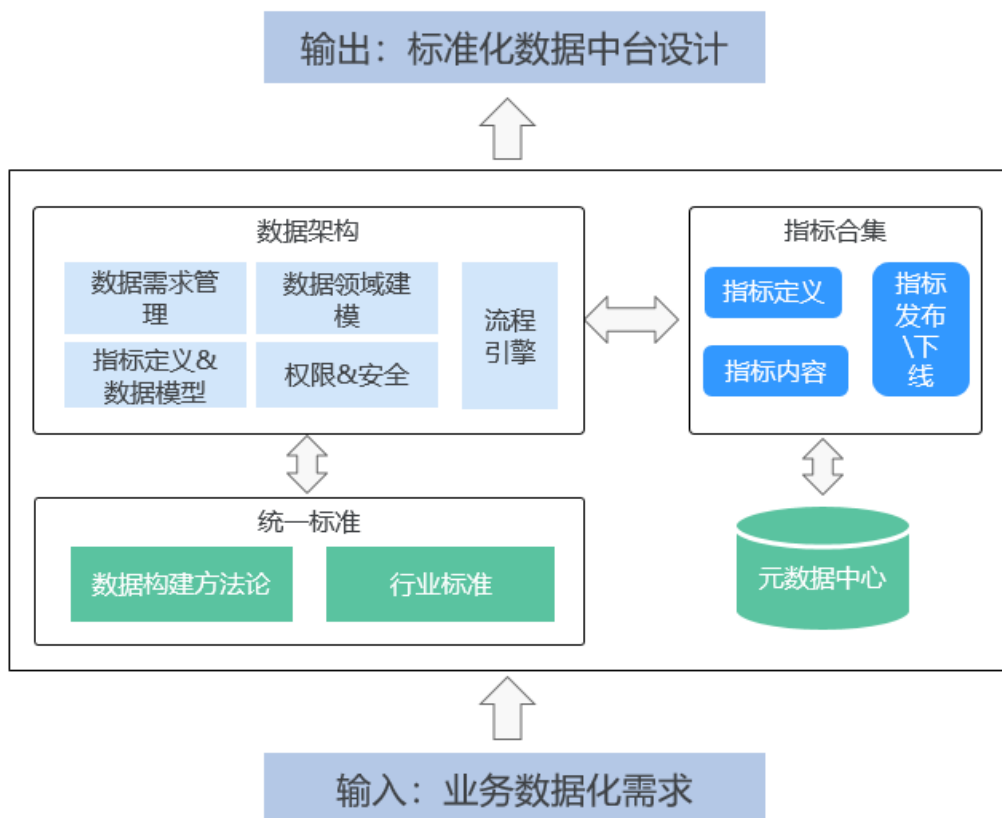 输出：标准化数据中台设计
数据架构
数据需求管
理
数据领域建
模
指标定义&
数据模型
权限&安全
流程
引擎
指标合集
指标定义
指标内容
指标
发布
\下
线
统一标准
数据构建方法论
行业标准
元数据中心
输入：业务数据化需求